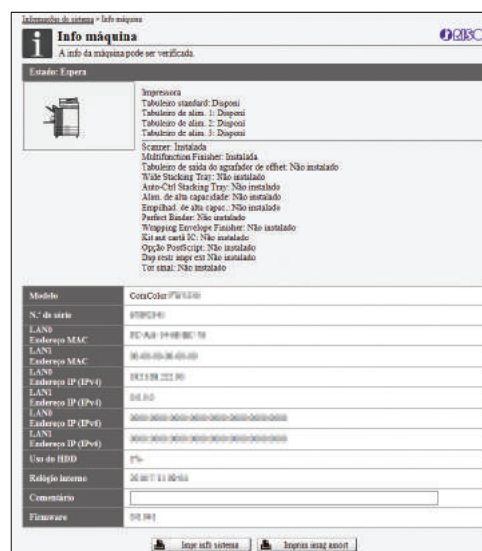 Informações do sistema > Info máquina
Info máquina
RISO
A info da máquina pode ser verificada.
Estado: Espera
Impressora
Tabuleiro standard: Disponí
Tabuleiro de alim. 1: Disponí
Tabuleiro de alim. 2: Disponí
Tabuleiro de alim. 3: Disponí
Scanner: Instalada
Multifunction Finisher: Instalada
Tabuleiro de saída do agrafador de offset: Não instalado
Wide Stacking Tray: Não instalado
Auto-Ctrl Stacking Tray: Não instalado
Alim. de alta capacidade: Não instalado
Empilhad. de alta capac.: Não instalado
Perfect Binder: Não instalado
Wrapping Envelope Finisher: Não instalado
Kit aut cartã IC: Não instalado
Opção PostScript: Não instalado
Dsp restr impr ext Não instalado
Tor sinal: Não instalado
Modelo ComColor
N.º de série
LAN0
Endereço MAC
LAN1
Endereço MAC
LAN0
Endereço IP (IPv4)
LAN1
Endereço IP (IPv4)
LAN0
Endereço IP (IPv6)
LAN1
Endereço IP (IPv6)
Uso do HDD
Relógio interno
Comentário
Firmware
Impr info sistema Imprim imag amost